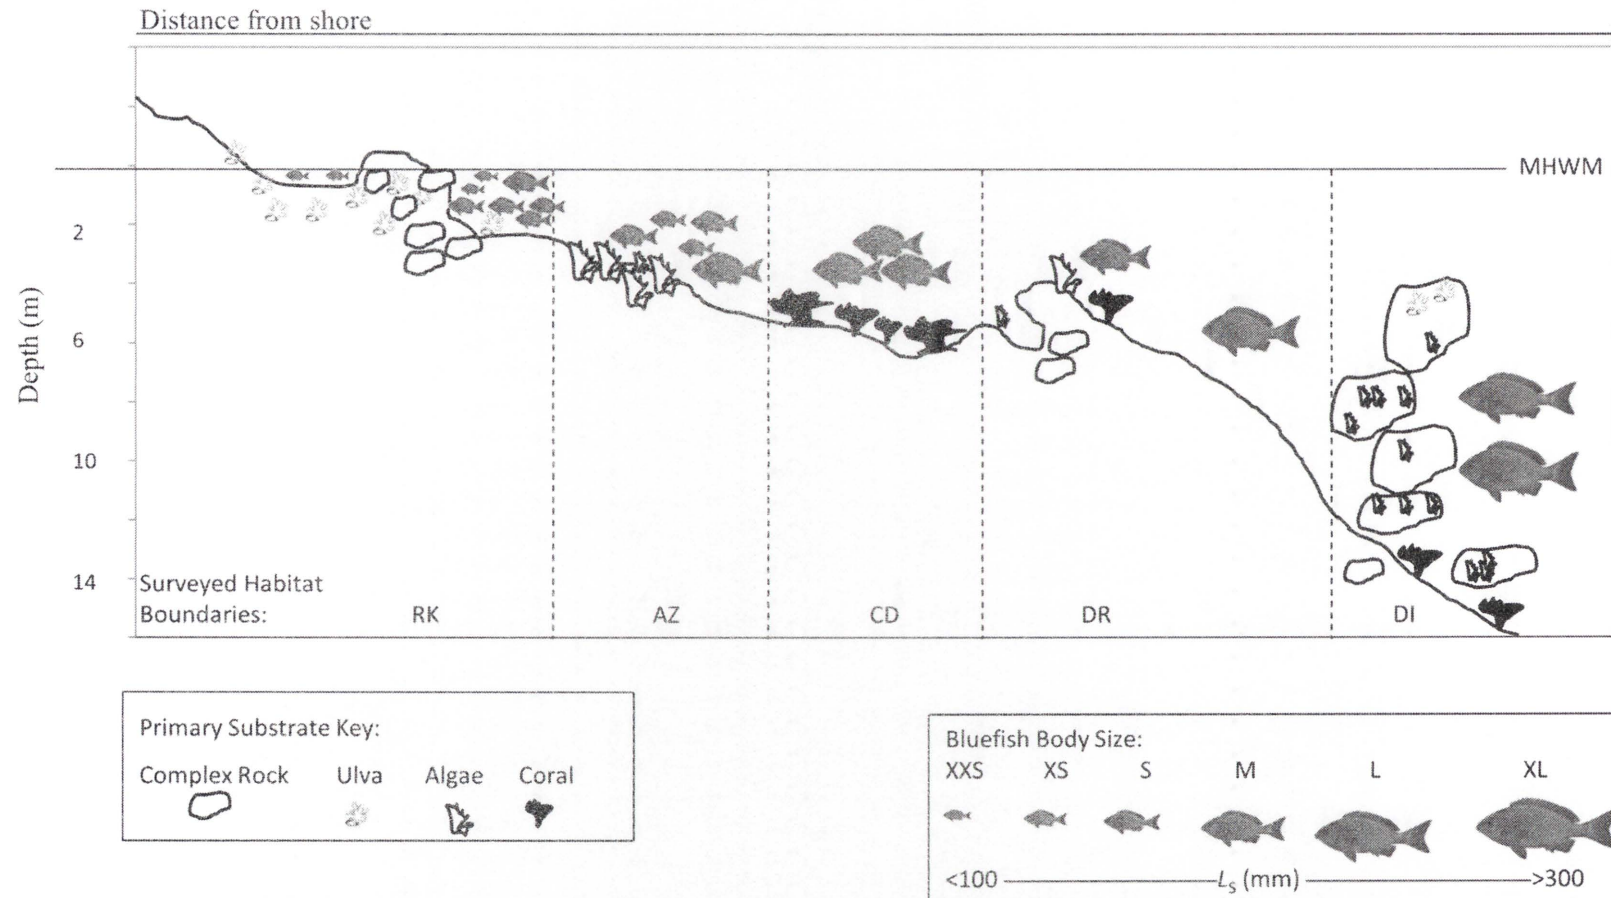 Distance from shore
MHWM
Depth (m)
2
6
10
14
Surveyed Habitat
Boundaries: RK AZ CD DR DI
Primary Substrate Key:
Complex Rock Ulva Algae Coral
Bluefish Body Size:
XXS XS S M L XL
<100 Ls (mm) >300